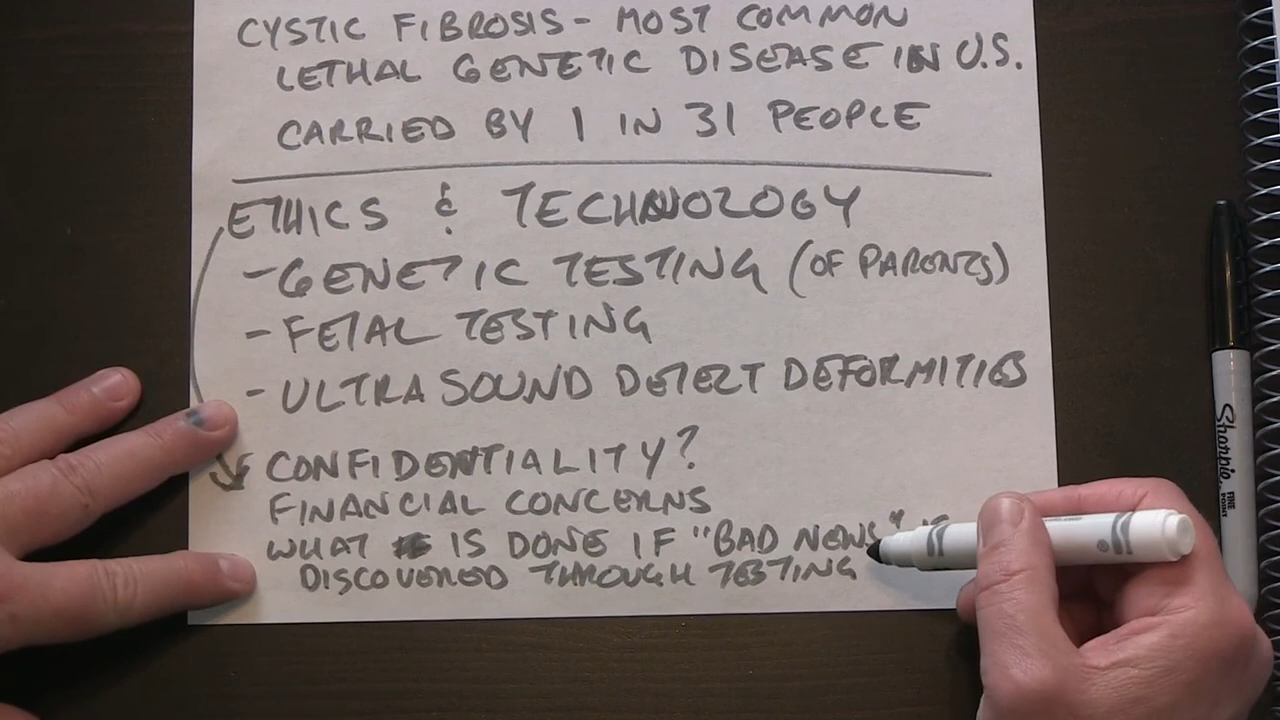 CYSTIC FIBROSIS - MOST COMMON
LETHAL GENETIC DISEASE IN U.S.
CARRIED BY 1 IN 31 PEOPLE
ETHICS & TECHNOLOGY
- GENETIC TESTING (OF PARENTS)
- FETAL TESTING
- ULTRASOUND DETECT DEFORMITIES
CONFIDENTIALITY?
FINANCIAL CONCERNS
WHAT IS DONE IF "BAD NEWS" IS
DISCOVERED THROUGH TESTING
Sharpie
FINE POINT